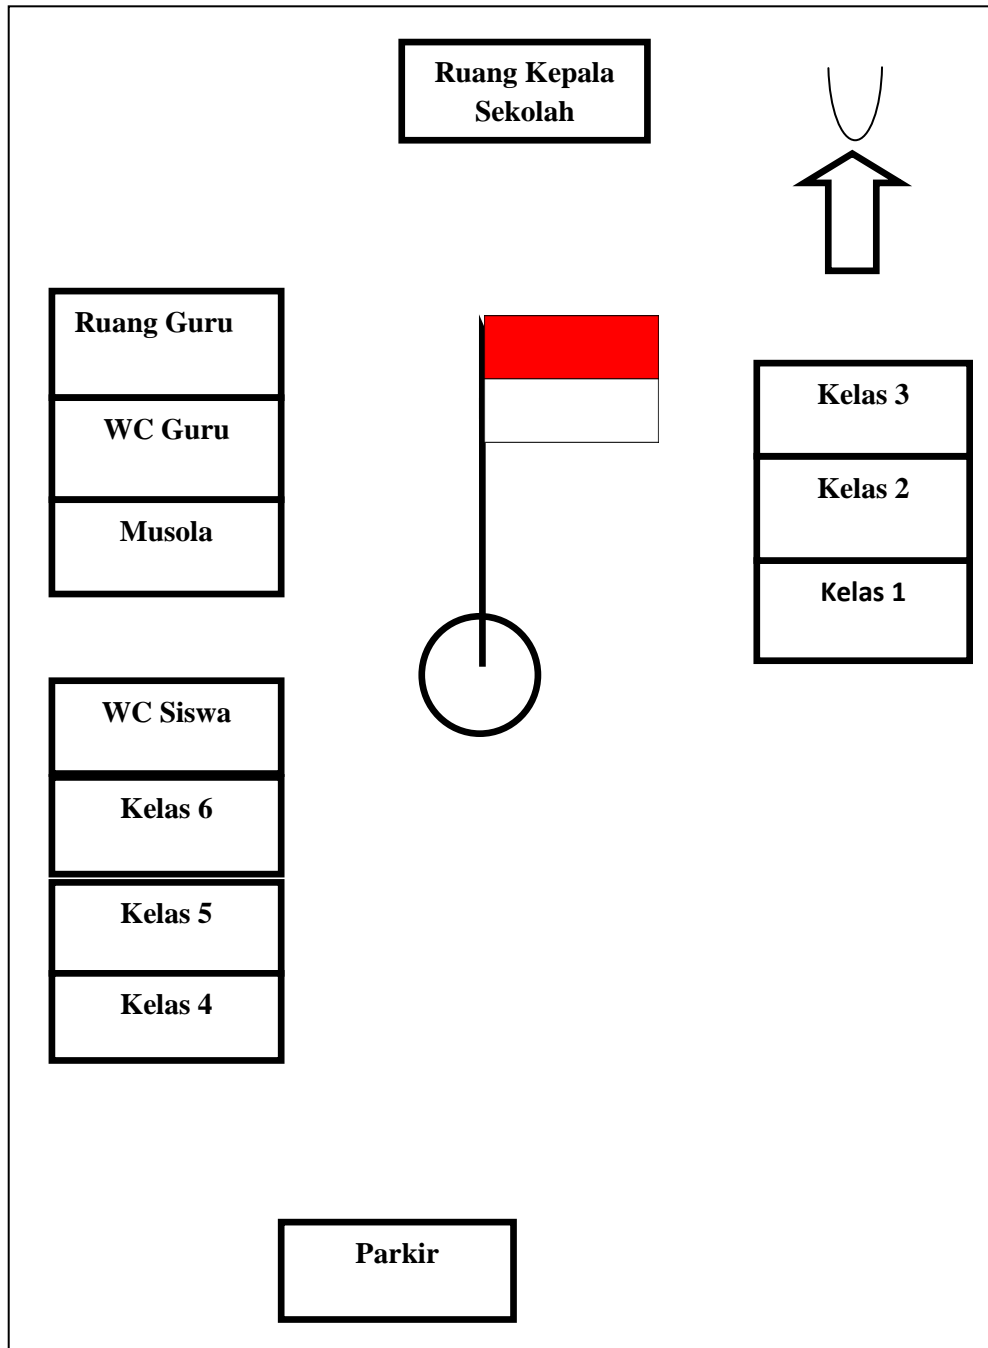 Ruang Kepala
Sekolah
Ruang Guru
WC Guru
Musola
Kelas 3
Kelas 2
Kelas 1
WC Siswa
Kelas 6
Kelas 5
Kelas 4
Parkir